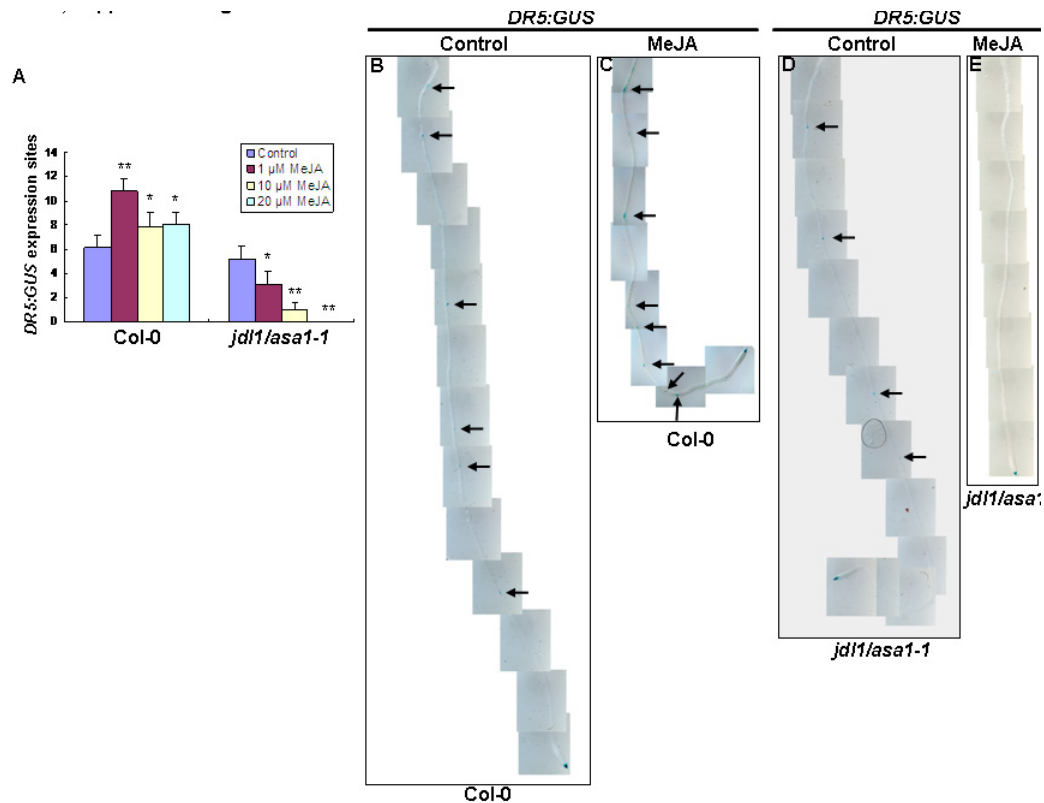 DR5:GUS DR5:GUS
Control MeJA Control MeJA
A
B
C
D
E
DR5:GUS expression sites
14
12
10
8
6
4
2
0
Control
1 µM MeJA
10 µM MeJA
20 µM MeJA
** * *
* ** **
Col-0 jdl1/asa1-1
Col-0
Col-0
jdl1/asa1-1
jdl1/asa1